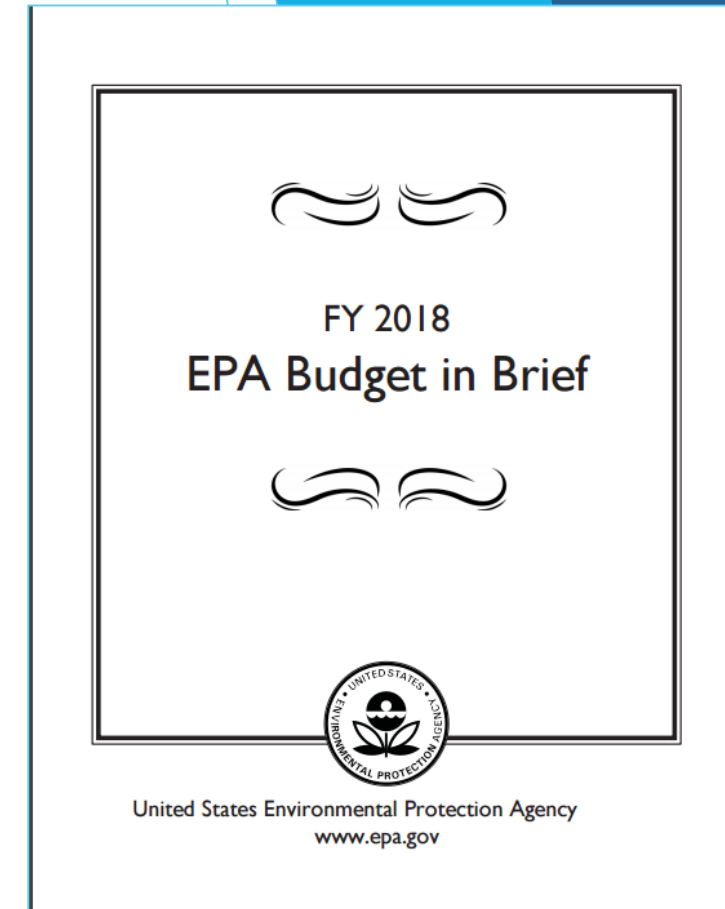 FY 2018
EPA Budget in Brief
UNITED STATES
ENVIRONMENTAL PROTECTION AGENCY
United States Environmental Protection Agency
www.epa.gov